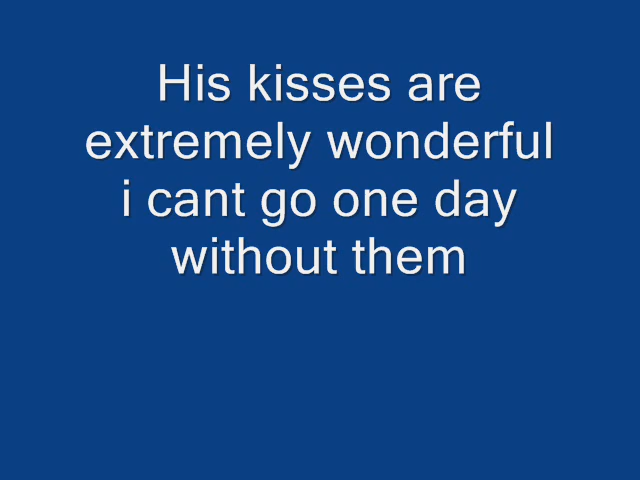 His kisses are
extremely wonderful
i cant go one day
without them